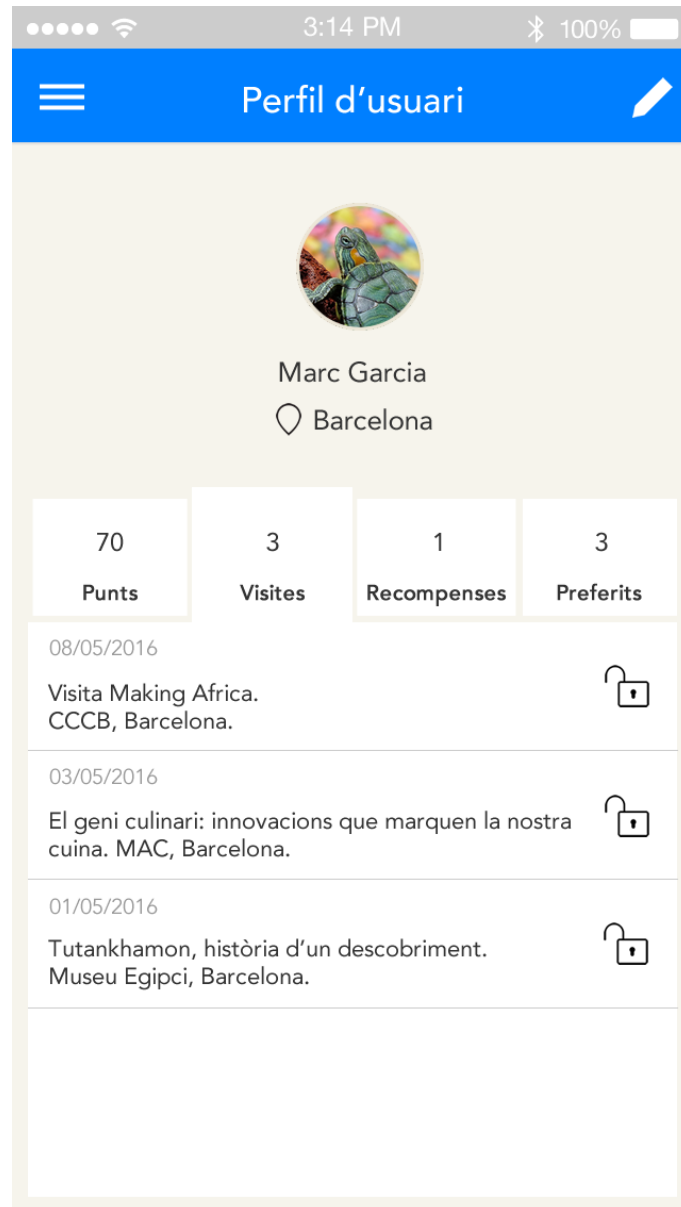 3:14 PM
100%
Perfil d’usuari
Marc Garcia
Barcelona
70
3
1
3
Punts
Visites
Recompenses
Preferits
08/05/2016
Visita Making Africa.
CCCB, Barcelona.
03/05/2016
El geni culinari: innovacions que marquen la nostra
cuina. MAC, Barcelona.
01/05/2016
Tutankhamon, història d’un descobriment.
Museu Egipci, Barcelona.